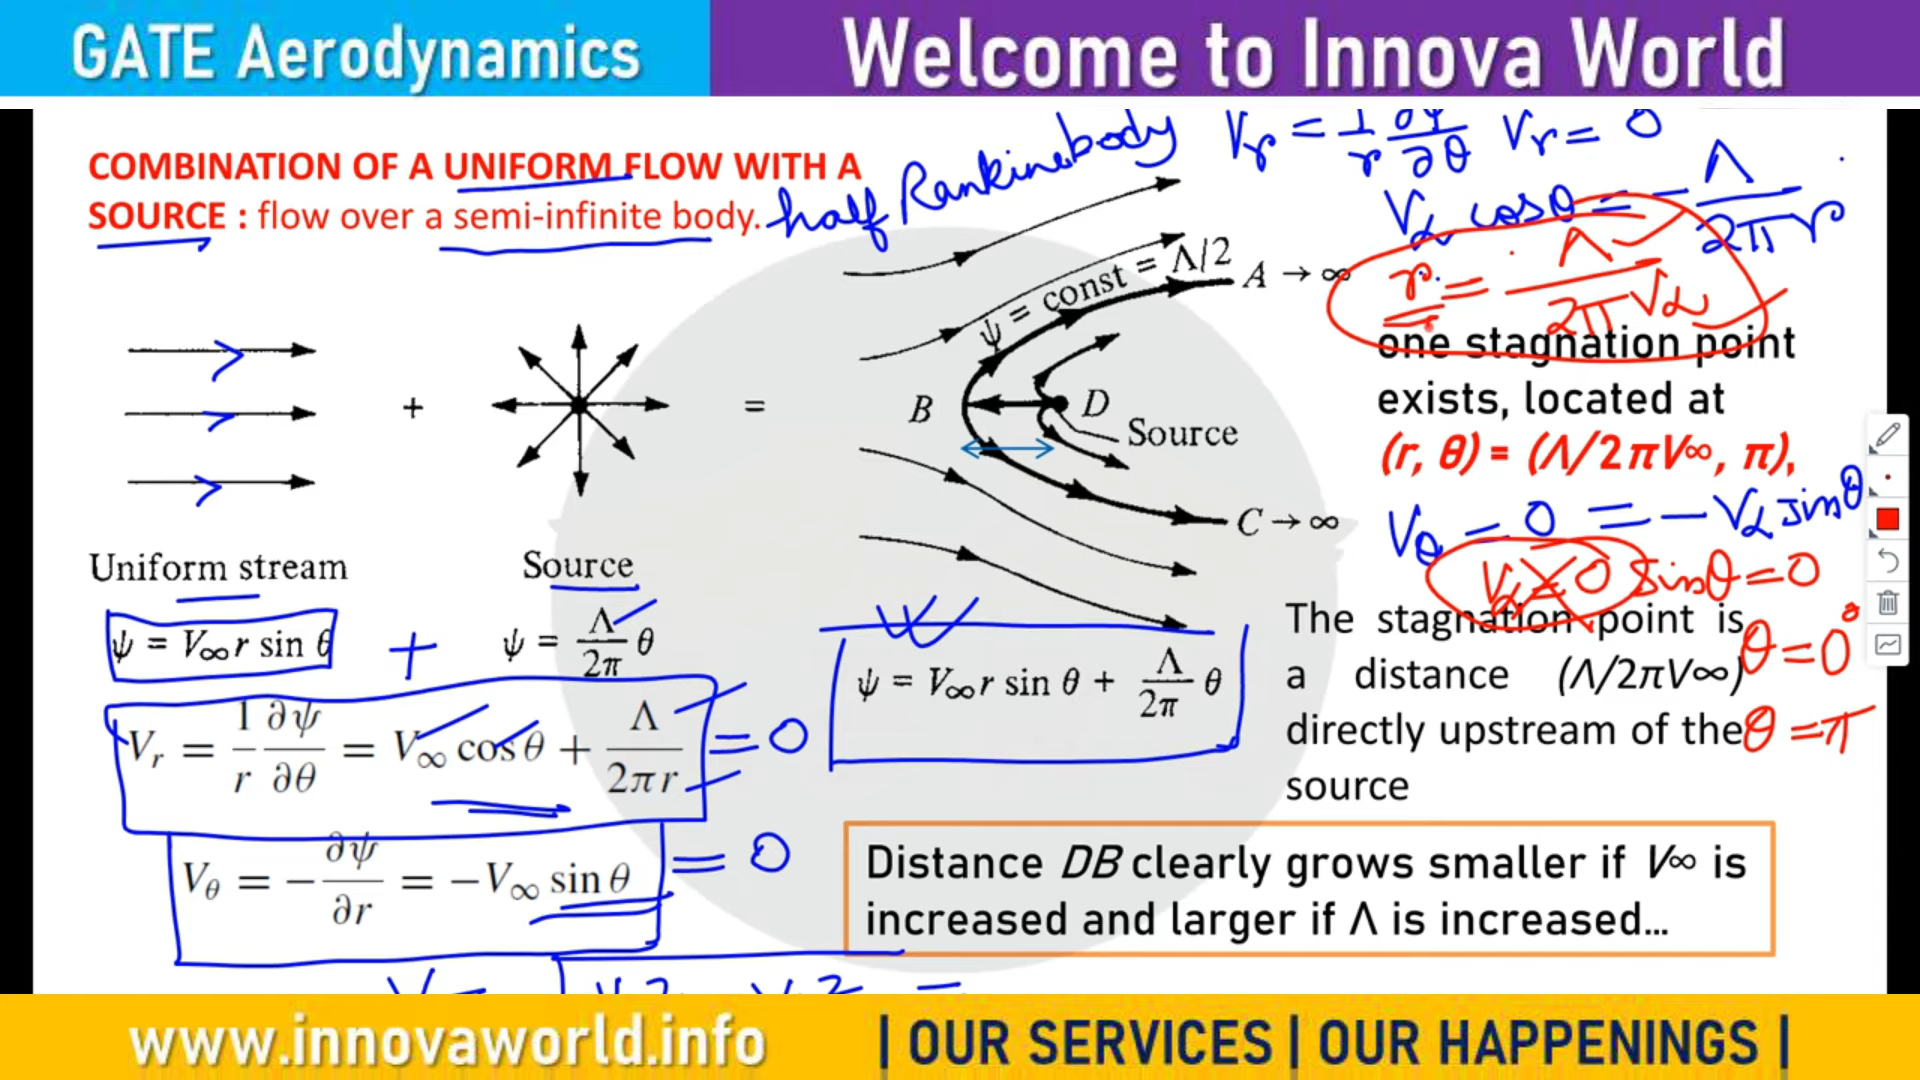 GATE Aerodynamics
Welcome to Innova World
COMBINATION OF A UNIFORM FLOW WITH A
SOURCE : flow over a semi-infinite body.
half Rankine body
Vr = 1/r ∂ψ/∂θ Vr = 0
V∞ cosθ = - Λ/2πr
r = Λ/2πV∞
ψ = const = Λ/2
A → ∞
one stagnation point
exists, located at
(r, θ) = (Λ/2πV∞, π),
+
=
B
D
Source
C → ∞
Vθ = 0 = -V∞ sinθ
V∞ = 0 sinθ = 0
θ = 0°
θ = π
Uniform stream
Source
ψ = V∞ r sin θ
+
ψ = Λ/2π θ
ψ = V∞ r sin θ + Λ/2π θ
The stagnation point is
a distance (Λ/2πV∞)
directly upstream of the
source
Vr = 1/r ∂ψ/∂θ = V∞ cos θ + Λ/2πr = 0
Vθ = -∂ψ/∂r = -V∞ sin θ = 0
Distance DB clearly grows smaller if V∞ is
increased and larger if Λ is increased...
www.innovaworld.info
| OUR SERVICES | OUR HAPPENINGS |